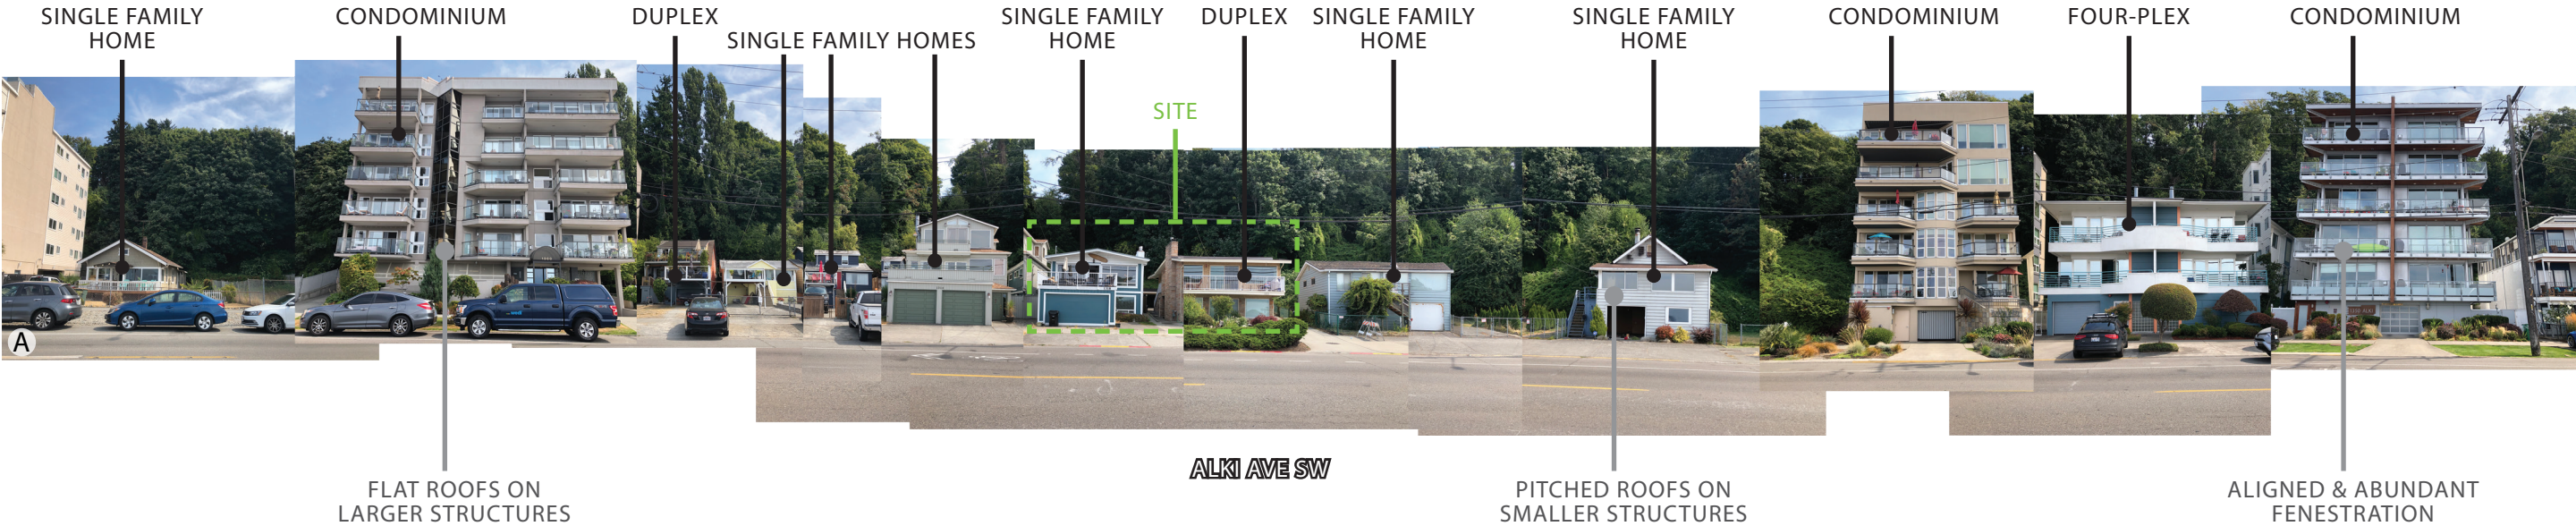 SINGLE FAMILY
HOME
CONDOMINIUM
DUPLEX
SINGLE FAMILY HOMES
SINGLE FAMILY
HOME
DUPLEX
SINGLE FAMILY
HOME
SINGLE FAMILY
HOME
CONDOMINIUM
FOUR-PLEX
CONDOMINIUM
SITE
A
ALKI AVE SW
FLAT ROOFS ON
LARGER STRUCTURES
PITCHED ROOFS ON
SMALLER STRUCTURES
ALIGNED & ABUNDANT
FENESTRATION